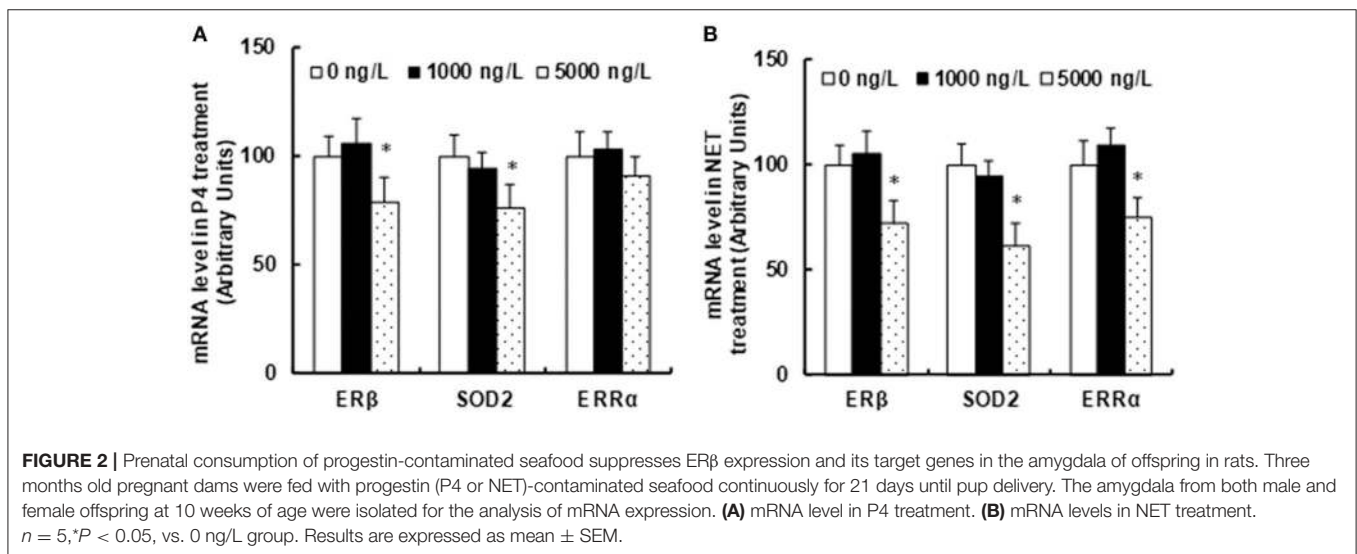 A
150
100
50
0
mRNA level in P4 treatment
(Arbitrary Units)
0 ng/L 1000 ng/L 5000 ng/L
*
*
ERβ SOD2 ERRα
B
150
100
50
0
mRNA level in NET
treatment (Arbitrary Units)
0 ng/L 1000 ng/L 5000 ng/L
*
*
*
ERβ SOD2 ERRα
FIGURE 2 | Prenatal consumption of progestin-contaminated seafood suppresses ERβ expression and its target genes in the amygdala of offspring in rats. Three
months old pregnant dams were fed with progestin (P4 or NET)-contaminated seafood continuously for 21 days until pup delivery. The amygdala from both male and
female offspring at 10 weeks of age were isolated for the analysis of mRNA expression. (A) mRNA level in P4 treatment. (B) mRNA levels in NET treatment.
n = 5,*P < 0.05, vs. 0 ng/L group. Results are expressed as mean ± SEM.